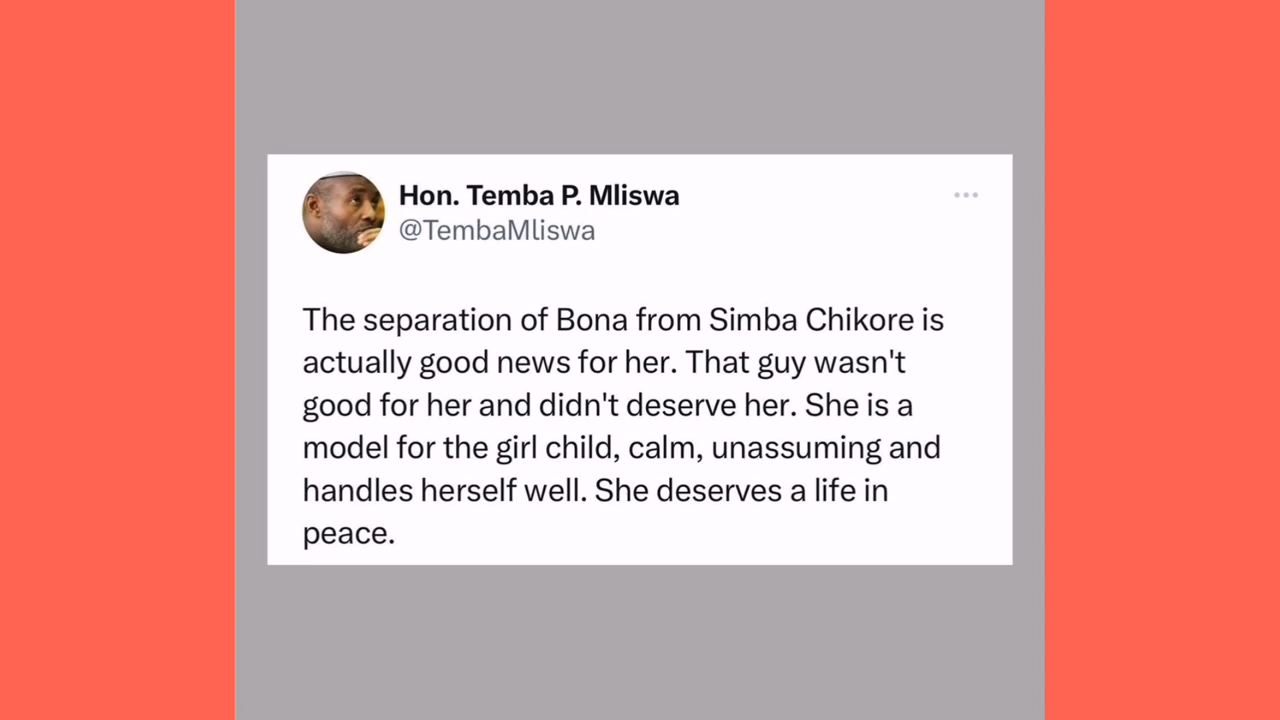 Hon. Temba P. Mliswa
@TembaMliswa
The separation of Bona from Simba Chikore is
actually good news for her. That guy wasn't
good for her and didn't deserve her. She is a
model for the girl child, calm, unassuming and
handles herself well. She deserves a life in
peace.